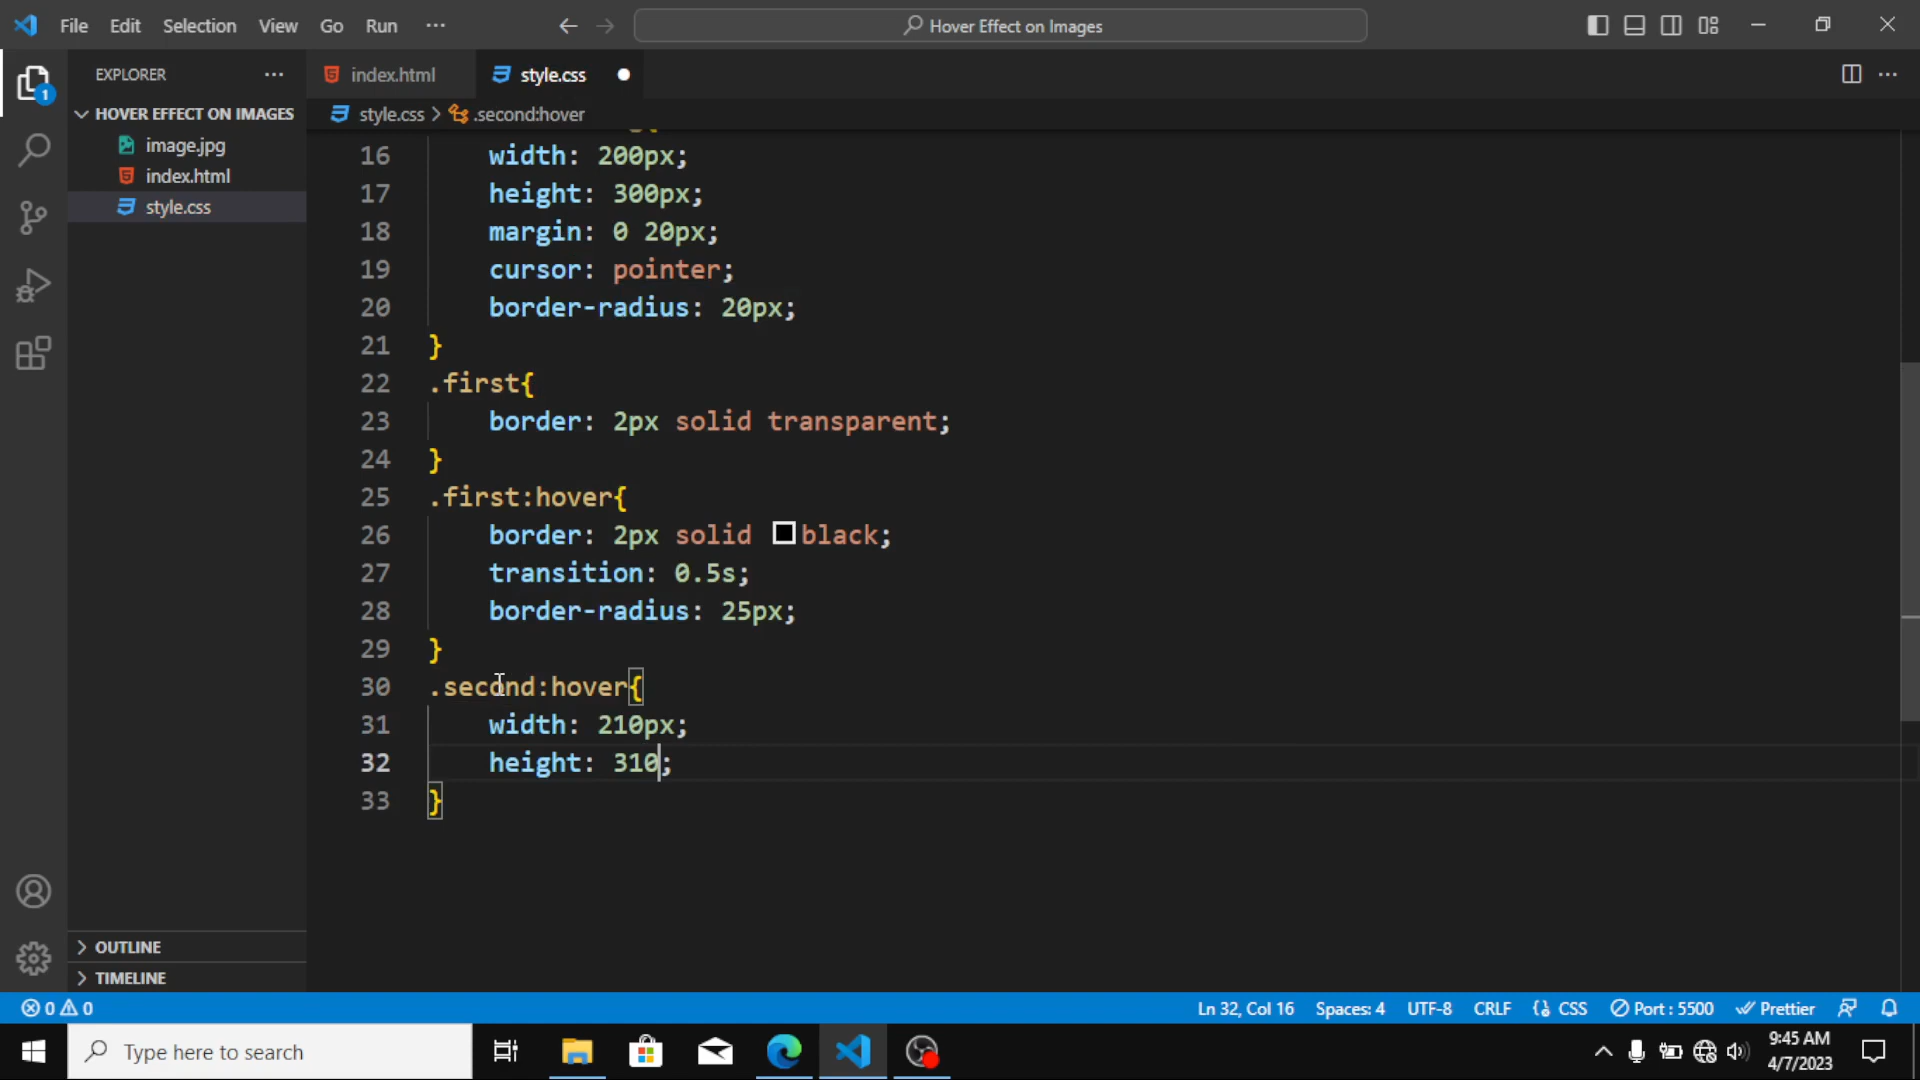 File Edit Selection View Go Run ···
Hover Effect on Images
EXPLORER ···
index.html
style.css
HOVER EFFECT ON IMAGES
style.css > .second:hover
image.jpg
index.html
style.css
16 width: 200px;
17 height: 300px;
18 margin: 0 20px;
19 cursor: pointer;
20 border-radius: 20px;
21 }
22 .first{
23 border: 2px solid transparent;
24 }
25 .first:hover{
26 border: 2px solid black;
27 transition: 0.5s;
28 border-radius: 25px;
29 }
30 .second:hover{
31 width: 210px;
32 height: 310;
33 }
1
OUTLINE
TIMELINE
0 0 Ln 32, Col 16 Spaces: 4 UTF-8 CRLF CSS Port : 5500 Prettier
Type here to search
9:45 AM
4/7/2023